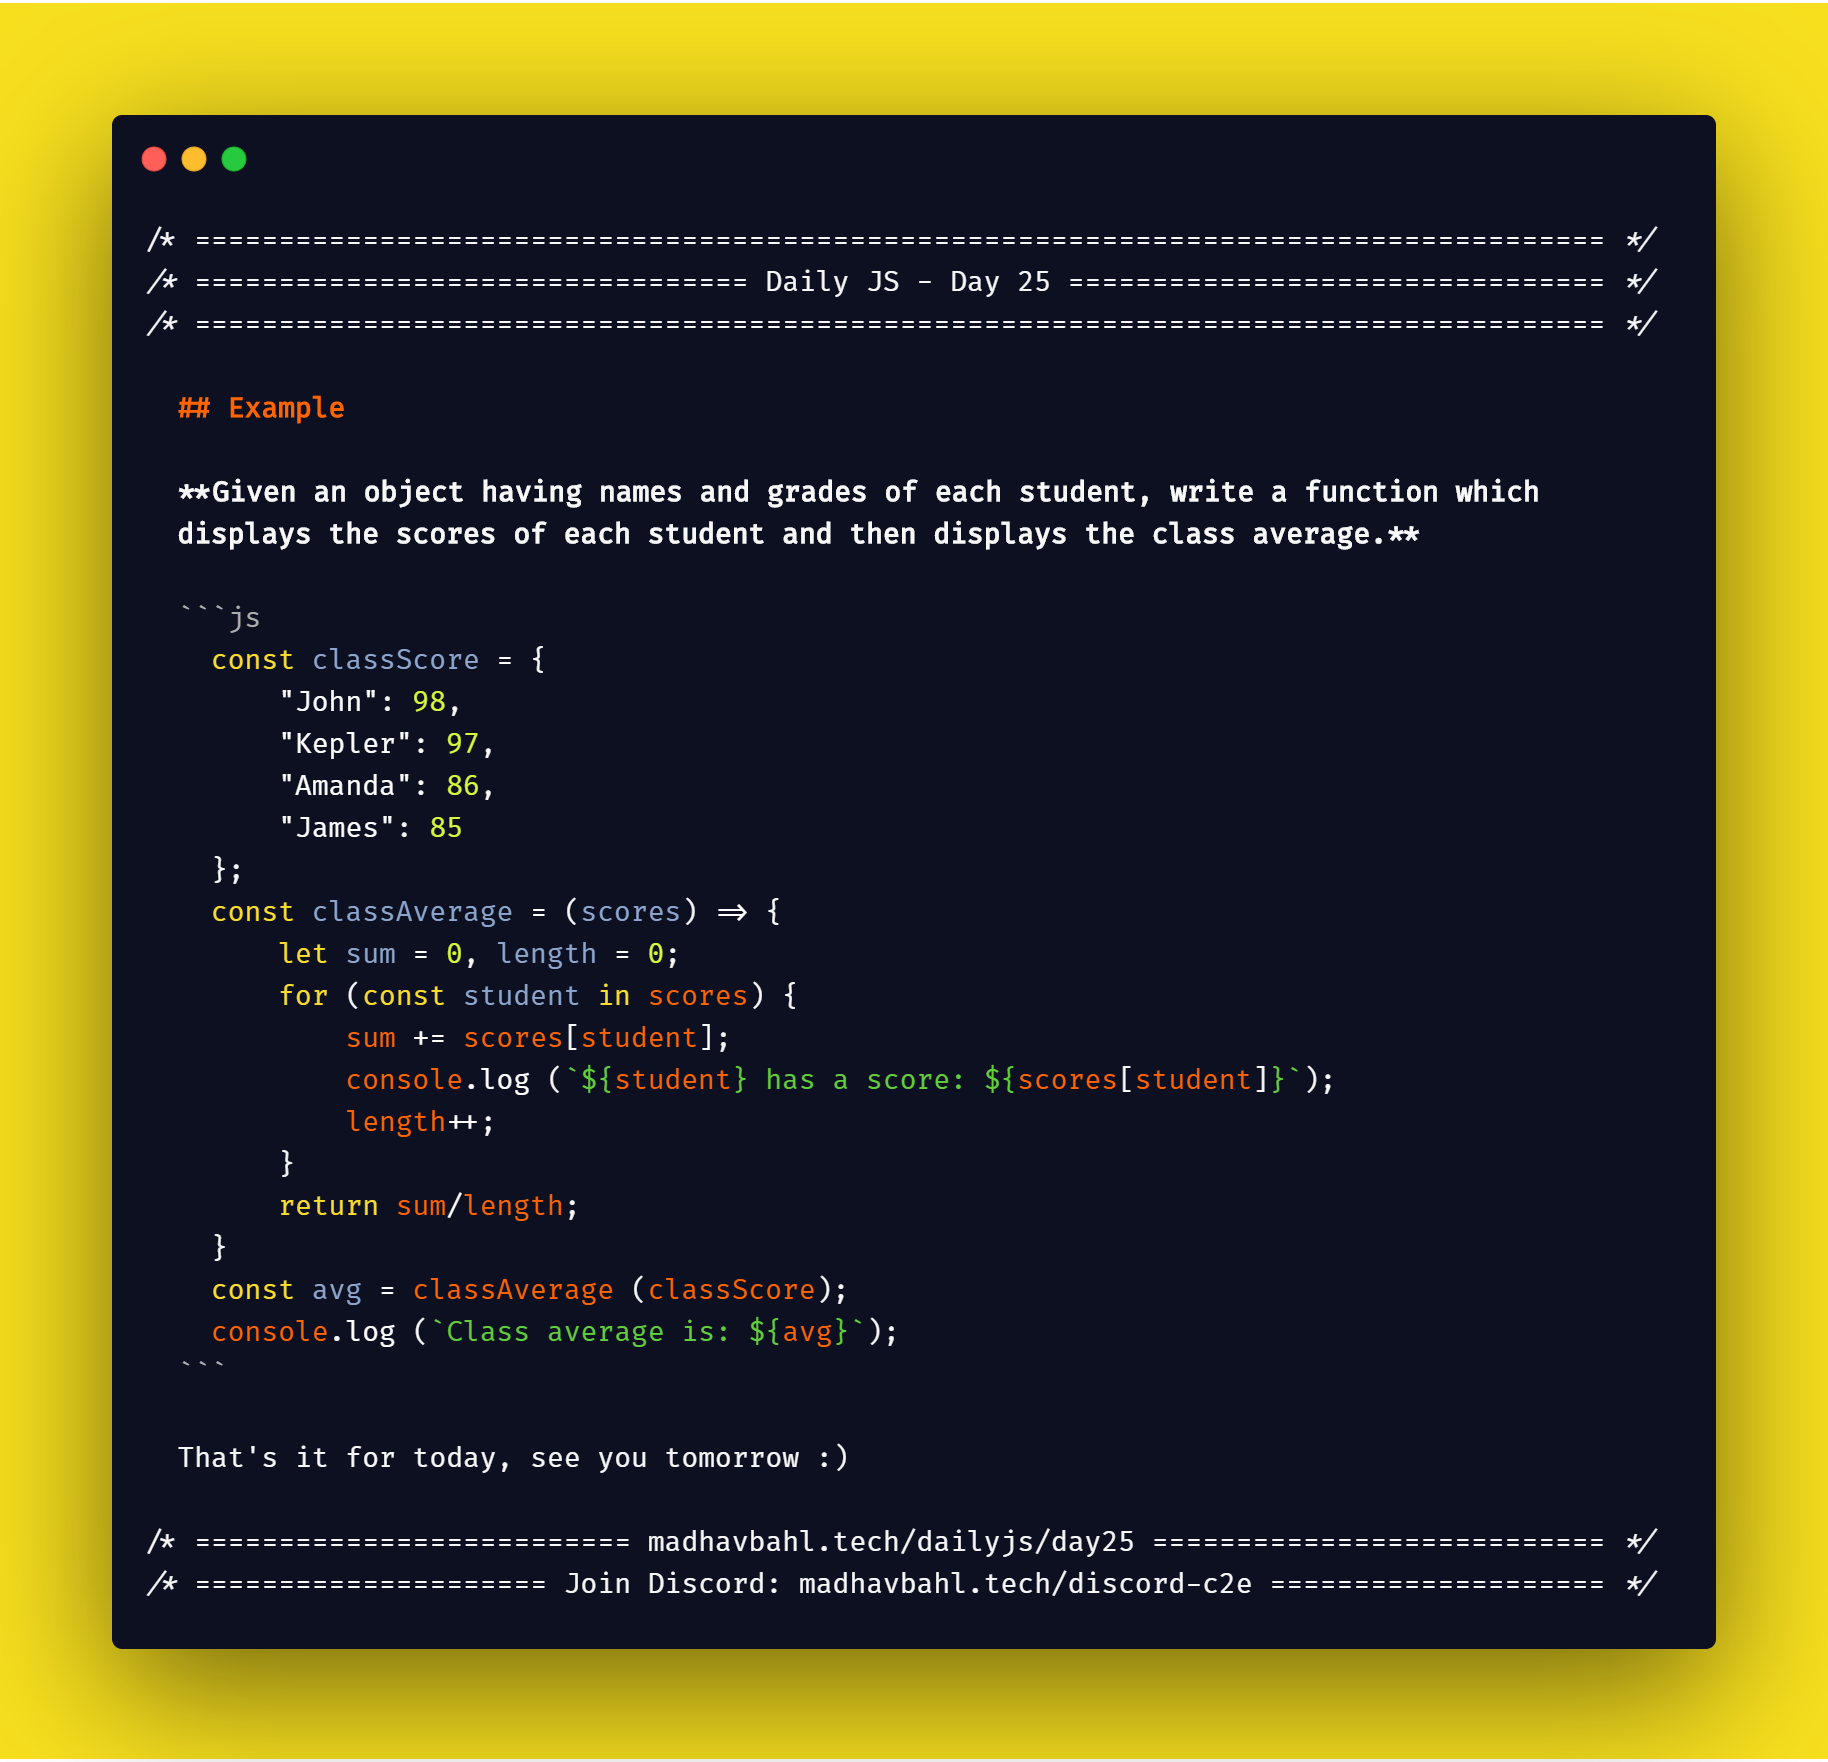 /* ==================================================================================== */
/* ================================= Daily JS - Day 25 ================================ */
/* ==================================================================================== */
## Example
**Given an object having names and grades of each student, write a function which
displays the scores of each student and then displays the class average.**
```js
const classScore = {
"John": 98,
"Kepler": 97,
"Amanda": 86,
"James": 85
};
const classAverage = (scores) => {
let sum = 0, length = 0;
for (const student in scores) {
sum += scores[student];
console.log (`${student} has a score: ${scores[student]}`);
length++;
}
return sum/length;
}
const avg = classAverage (classScore);
console.log (`Class average is: ${avg}`);
```
That's it for today, see you tomorrow :)
/* ========================== madhavbahl.tech/dailyjs/day25 =========================== */
/* ===================== Join Discord: madhavbahl.tech/discord-c2e ==================== */